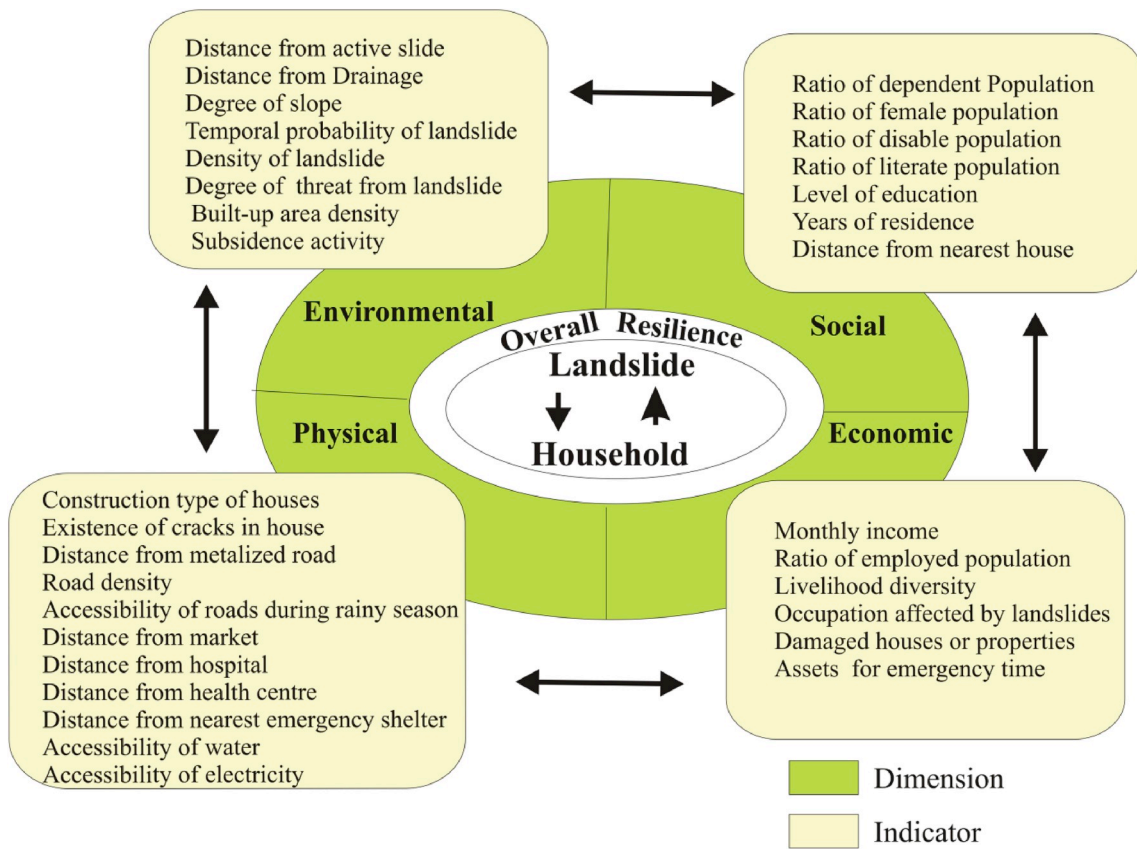 Distance from active slide
Distance from Drainage
Degree of slope
Temporal probability of landslide
Density of landslide
Degree of threat from landslide
Built-up area density
Subsidence activity
Ratio of dependent Population
Ratio of female population
Ratio of disable population
Ratio of literate population
Level of education
Years of residence
Distance from nearest house
Environmental
Social
Overall Resilience
Landslide
Household
Physical
Economic
Construction type of houses
Existence of cracks in house
Distance from metalized road
Road density
Accessibility of roads during rainy season
Distance from market
Distance from hospital
Distance from health centre
Distance from nearest emergency shelter
Accessibility of water
Accessibility of electricity
Monthly income
Ratio of employed population
Livelihood diversity
Occupation affected by landslides
Damaged houses or properties
Assets for emergency time
Dimension
Indicator